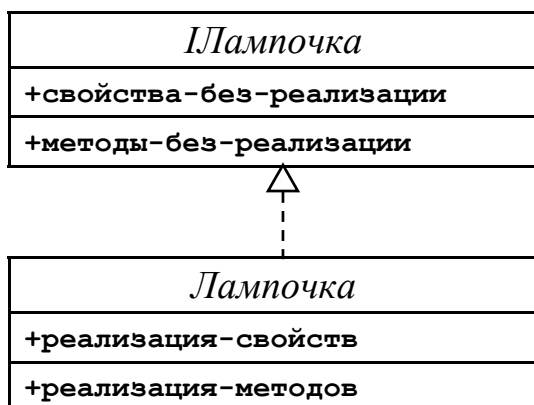 IЛампочка
+свойства-без-реализации
+методы-без-реализации
Лампочка
+реализация-свойств
+реализация-методов